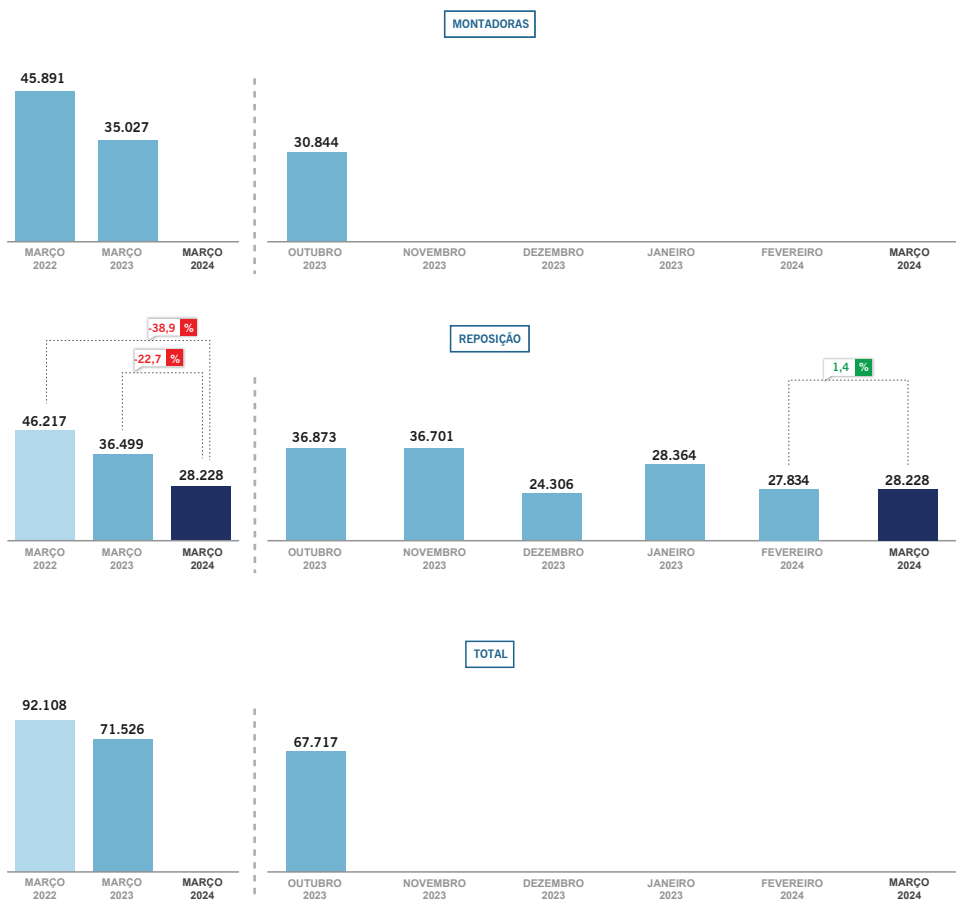 MONTADORAS
45.891
35.027
30.844
MARÇO
2022
MARÇO
2023
MARÇO
2024
OUTUBRO
2023
NOVEMBRO
2023
DEZEMBRO
2023
JANEIRO
2023
FEVEREIRO
2024
MARÇO
2024
REPOSIÇÃO
-38,9 %
-22,7 %
1,4 %
46.217
36.499
28.228
36.873
36.701
24.306
28.364
27.834
28.228
MARÇO
2022
MARÇO
2023
MARÇO
2024
OUTUBRO
2023
NOVEMBRO
2023
DEZEMBRO
2023
JANEIRO
2023
FEVEREIRO
2024
MARÇO
2024
TOTAL
92.108
71.526
67.717
MARÇO
2022
MARÇO
2023
MARÇO
2024
OUTUBRO
2023
NOVEMBRO
2023
DEZEMBRO
2023
JANEIRO
2023
FEVEREIRO
2024
MARÇO
2024